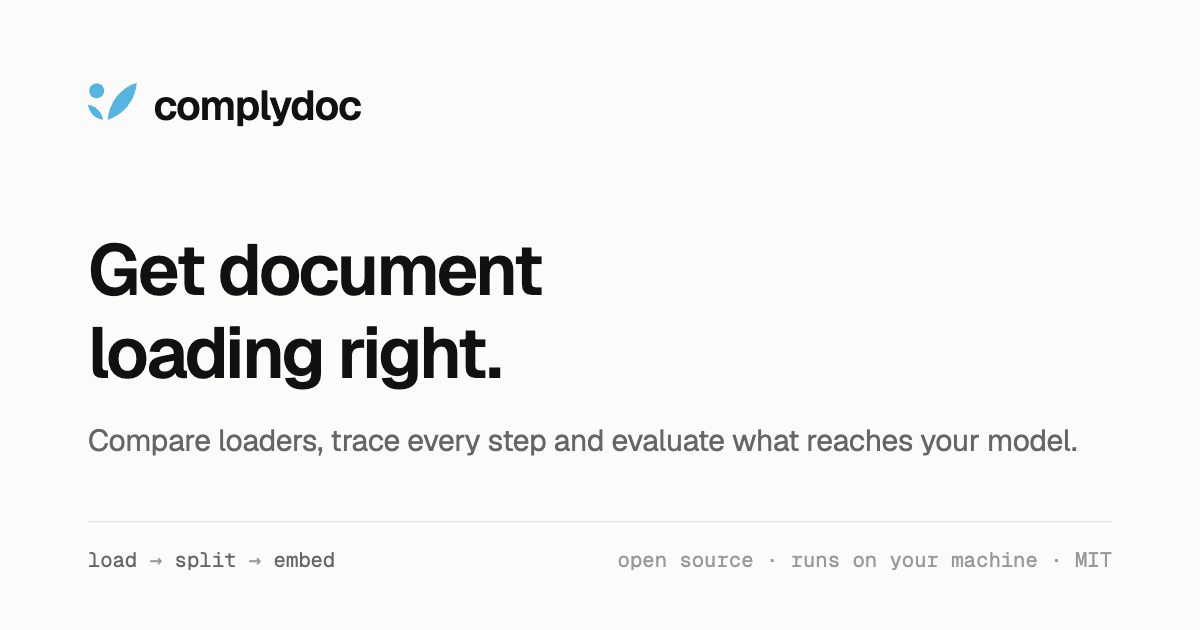 complydoc
Get document
loading right.
Compare loaders, trace every step and evaluate what reaches your model.
load → split → embed
open source · runs on your machine · MIT